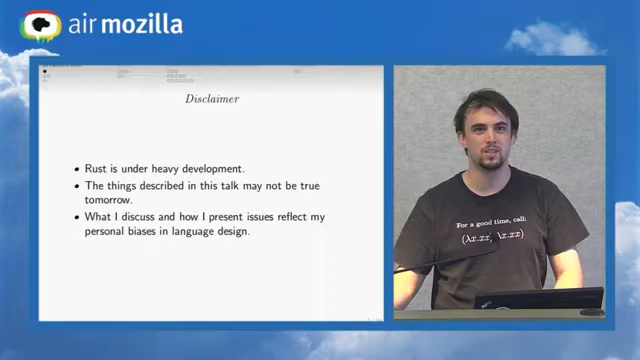 air mozilla
Disclaimer
• Rust is under heavy development.
• The things described in this talk may not be true
tomorrow.
• What I discuss and how I present issues reflect my
personal biases in language design.
For a good time, call:
(λx.xx, λx.xx)